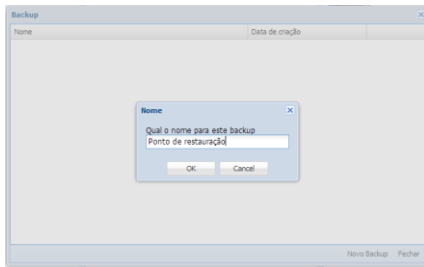 Backup
Nome Data de criação
Nome
Qual o nome para este backup
Ponto de restauração
OK Cancel
Novo Backup Fechar